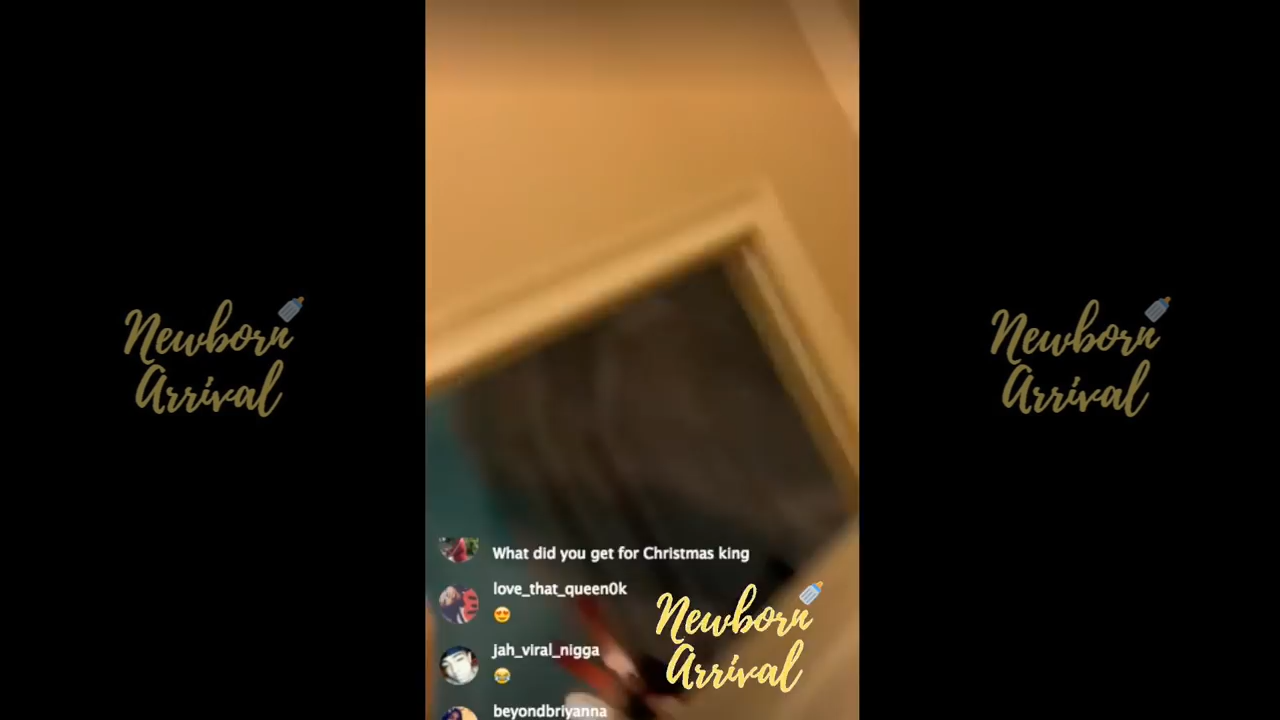 Newborn
Arrival
What did you get for Christmas king
love_that_queen0k
😍
jah_viral_nigga
😂
beyondbriyanna
Newborn
Arrival
Newborn
Arrival